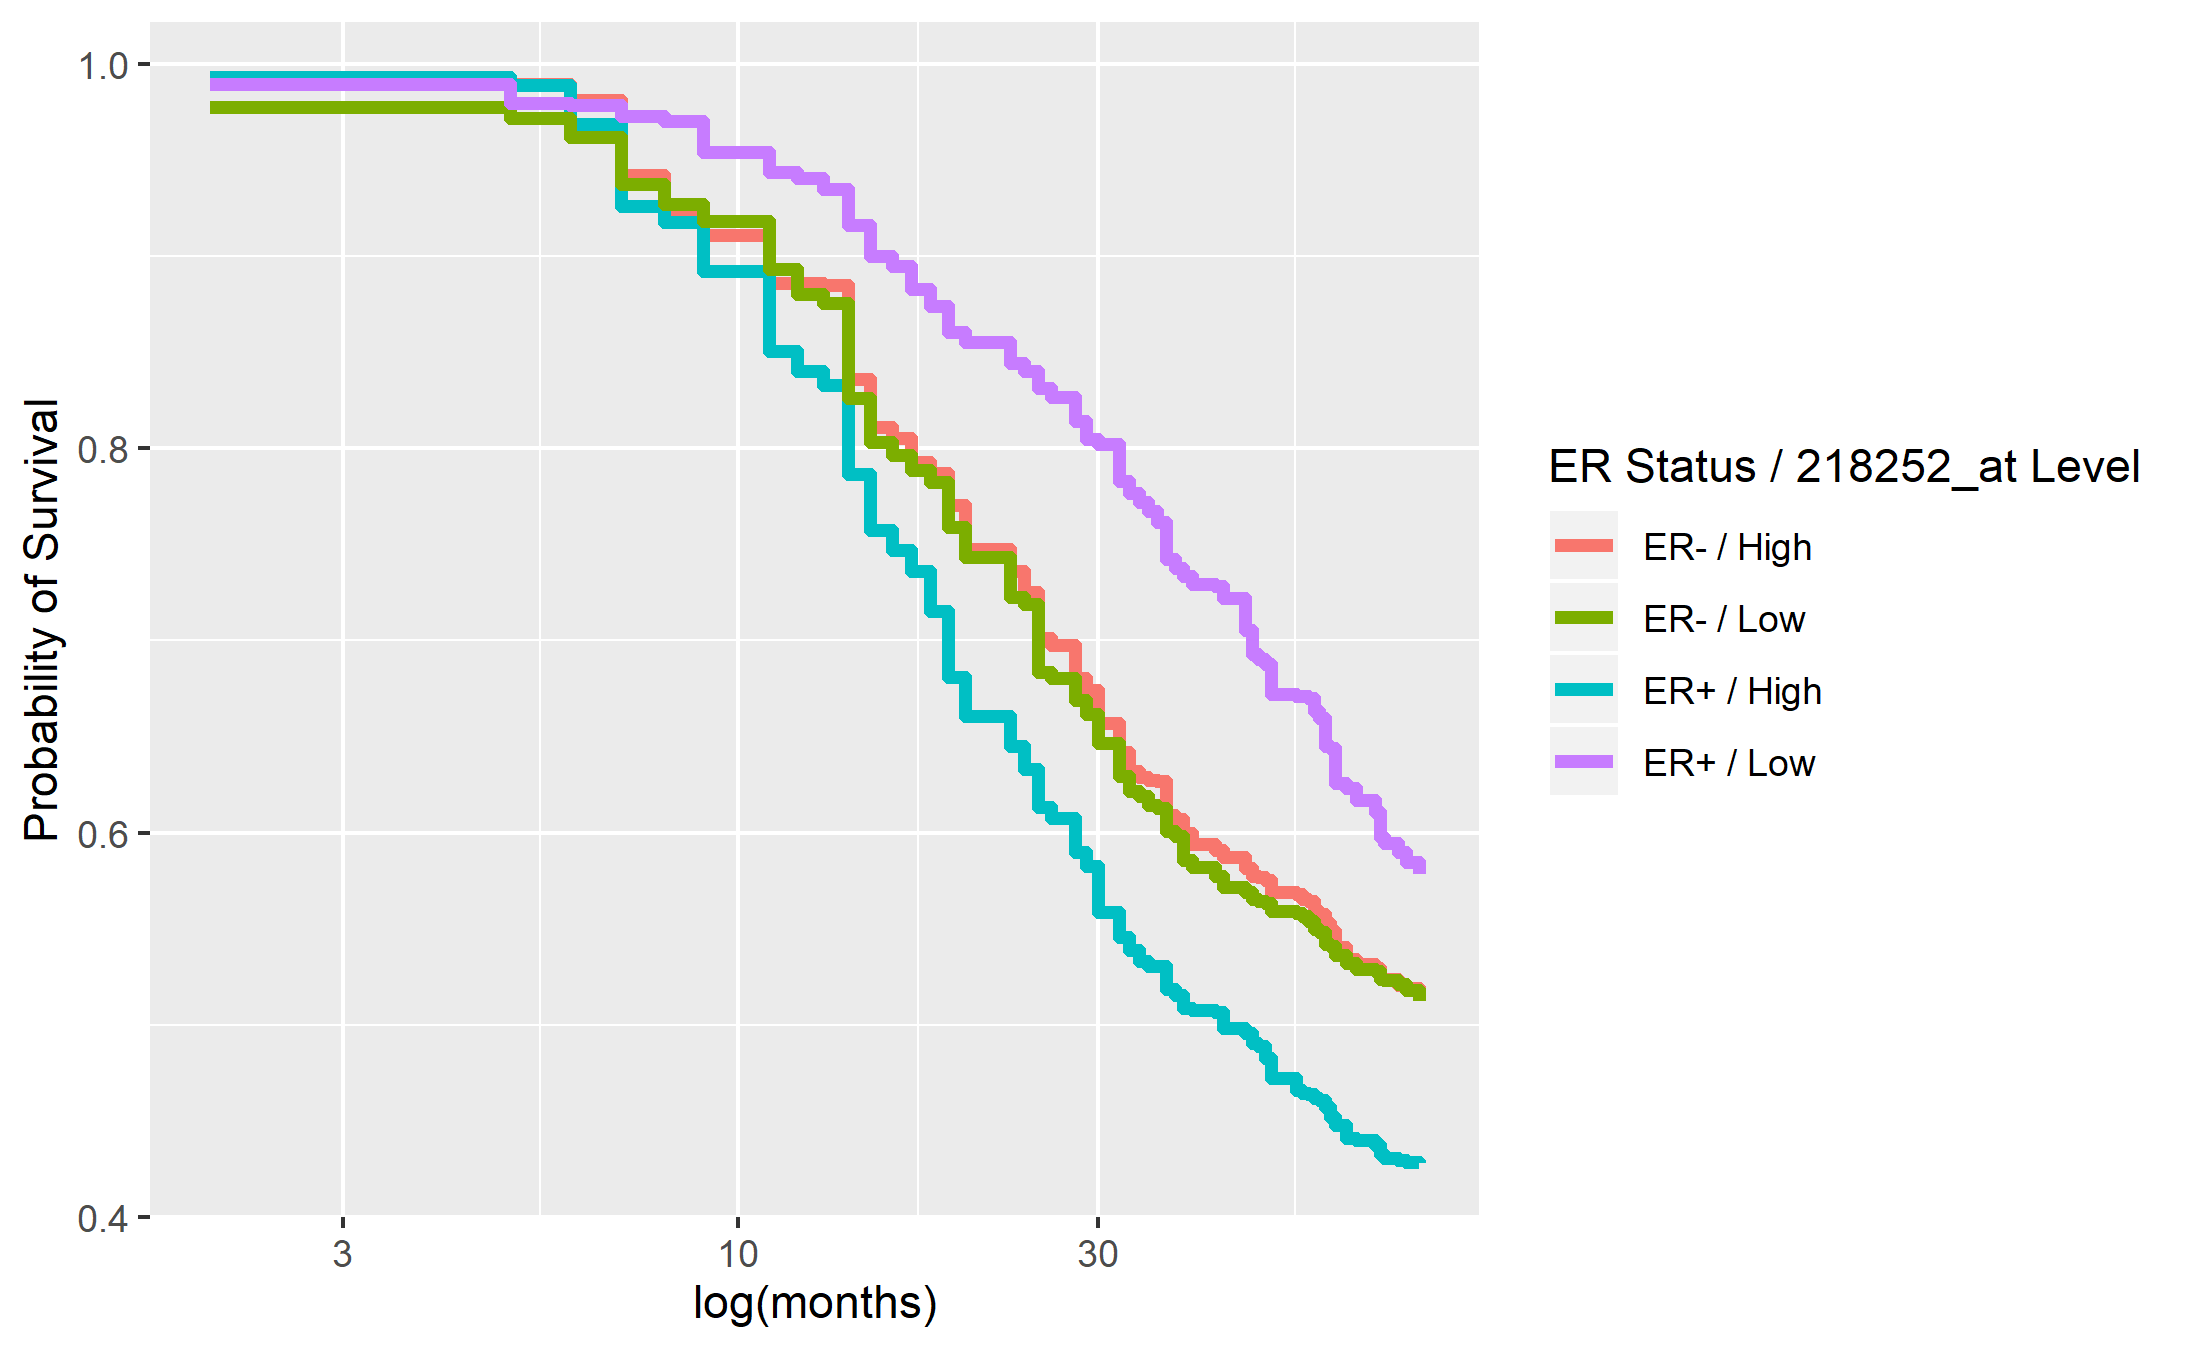 Probability of Survival
1.0
0.8
0.6
0.4
3 10 30
log(months)
ER Status / 218252_at Level
ER- / High
ER- / Low
ER+ / High
ER+ / Low